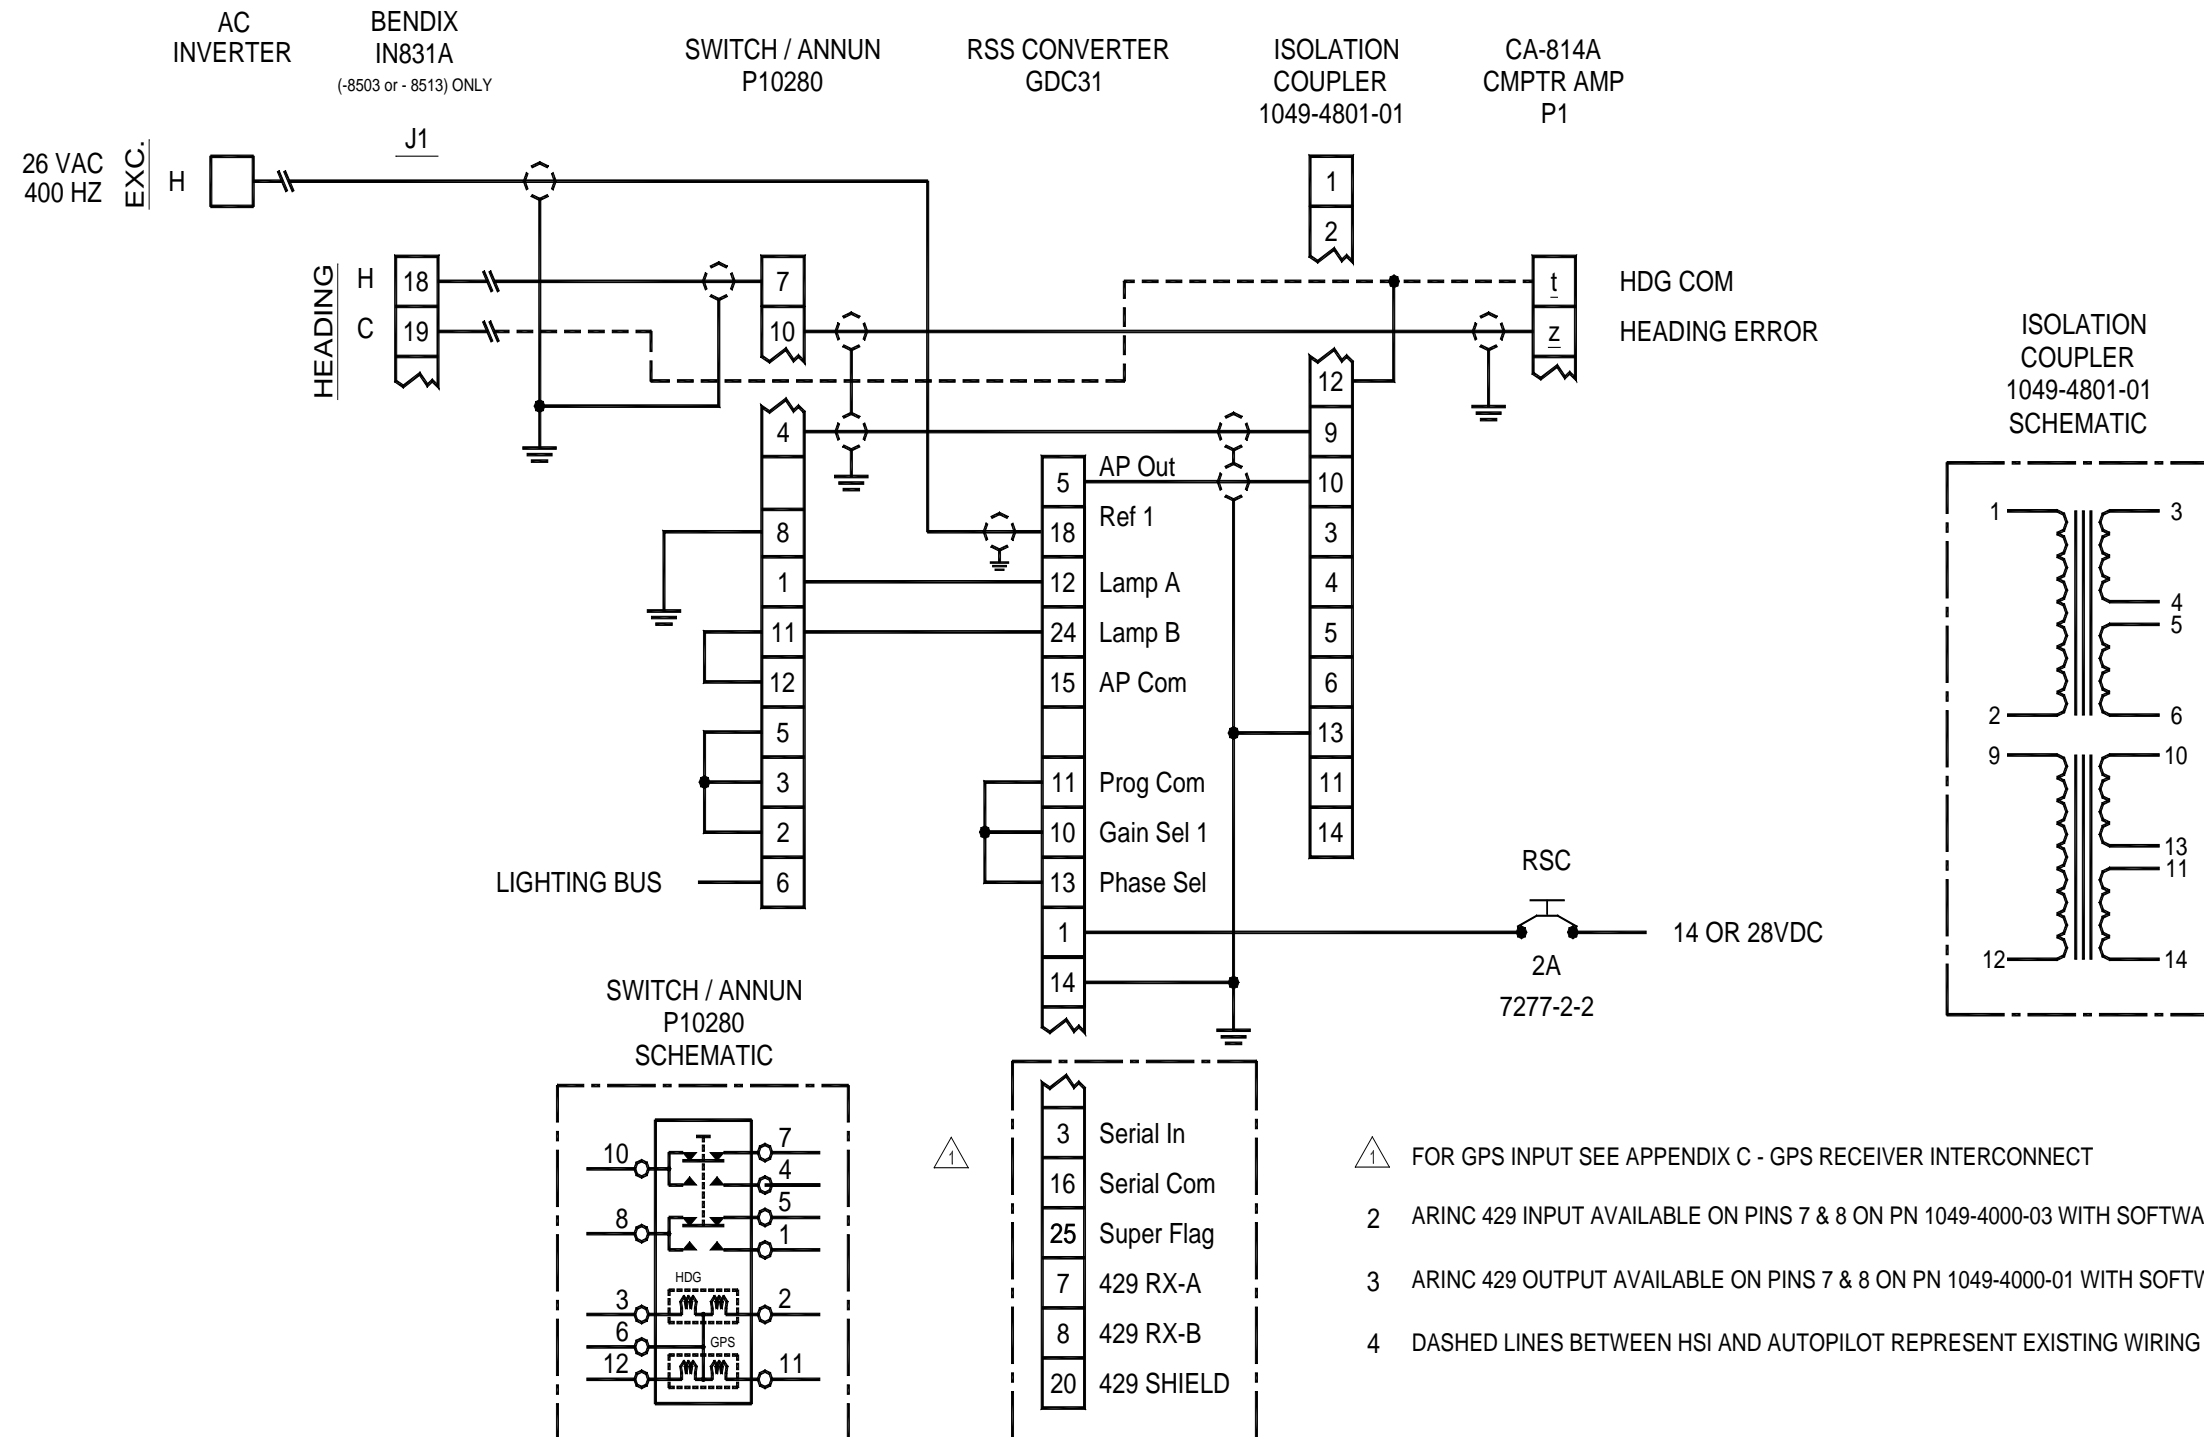 AC
INVERTER
BENDIX
IN831A
(-8503 or - 8513) ONLY
SWITCH / ANNUN
P10280
RSS CONVERTER
GDC31
ISOLATION
COUPLER
1049-4801-01
CA-814A
CMPTR AMP
P1
J1
26 VAC
400 HZ
EXC.
H
1
2
HEADING
H
18
7
t
HDG COM
C
19
10
z
HEADING ERROR
12
4
9
5
AP Out
10
18
Ref 1
8
3
1
12
Lamp A
4
11
24
Lamp B
5
12
15
AP Com
6
5
13
3
11
Prog Com
11
2
10
Gain Sel 1
14
LIGHTING BUS
6
13
Phase Sel
RSC
1
14 OR 28VDC
2A
7277-2-2
14
ISOLATION
COUPLER
1049-4801-01
SCHEMATIC
1
3
4
5
2
6
9
10
13
11
12
14
SWITCH / ANNUN
P10280
SCHEMATIC
10
7
4
8
5
1
HDG
3
2
6
GPS
12
11
1
3
Serial In
16
Serial Com
25
Super Flag
7
429 RX-A
8
429 RX-B
20
429 SHIELD
1 FOR GPS INPUT SEE APPENDIX C - GPS RECEIVER INTERCONNECT
2 ARINC 429 INPUT AVAILABLE ON PINS 7 & 8 ON PN 1049-4000-03 WITH SOFTWA
3 ARINC 429 OUTPUT AVAILABLE ON PINS 7 & 8 ON PN 1049-4000-01 WITH SOFTW
4 DASHED LINES BETWEEN HSI AND AUTOPILOT REPRESENT EXISTING WIRING